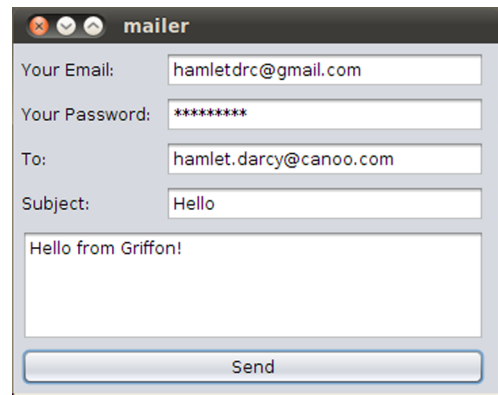 mailer
Your Email: hamletdrc@gmail.com
Your Password: *********
To: hamlet.darcy@canoo.com
Subject: Hello
Hello from Griffon!
Send